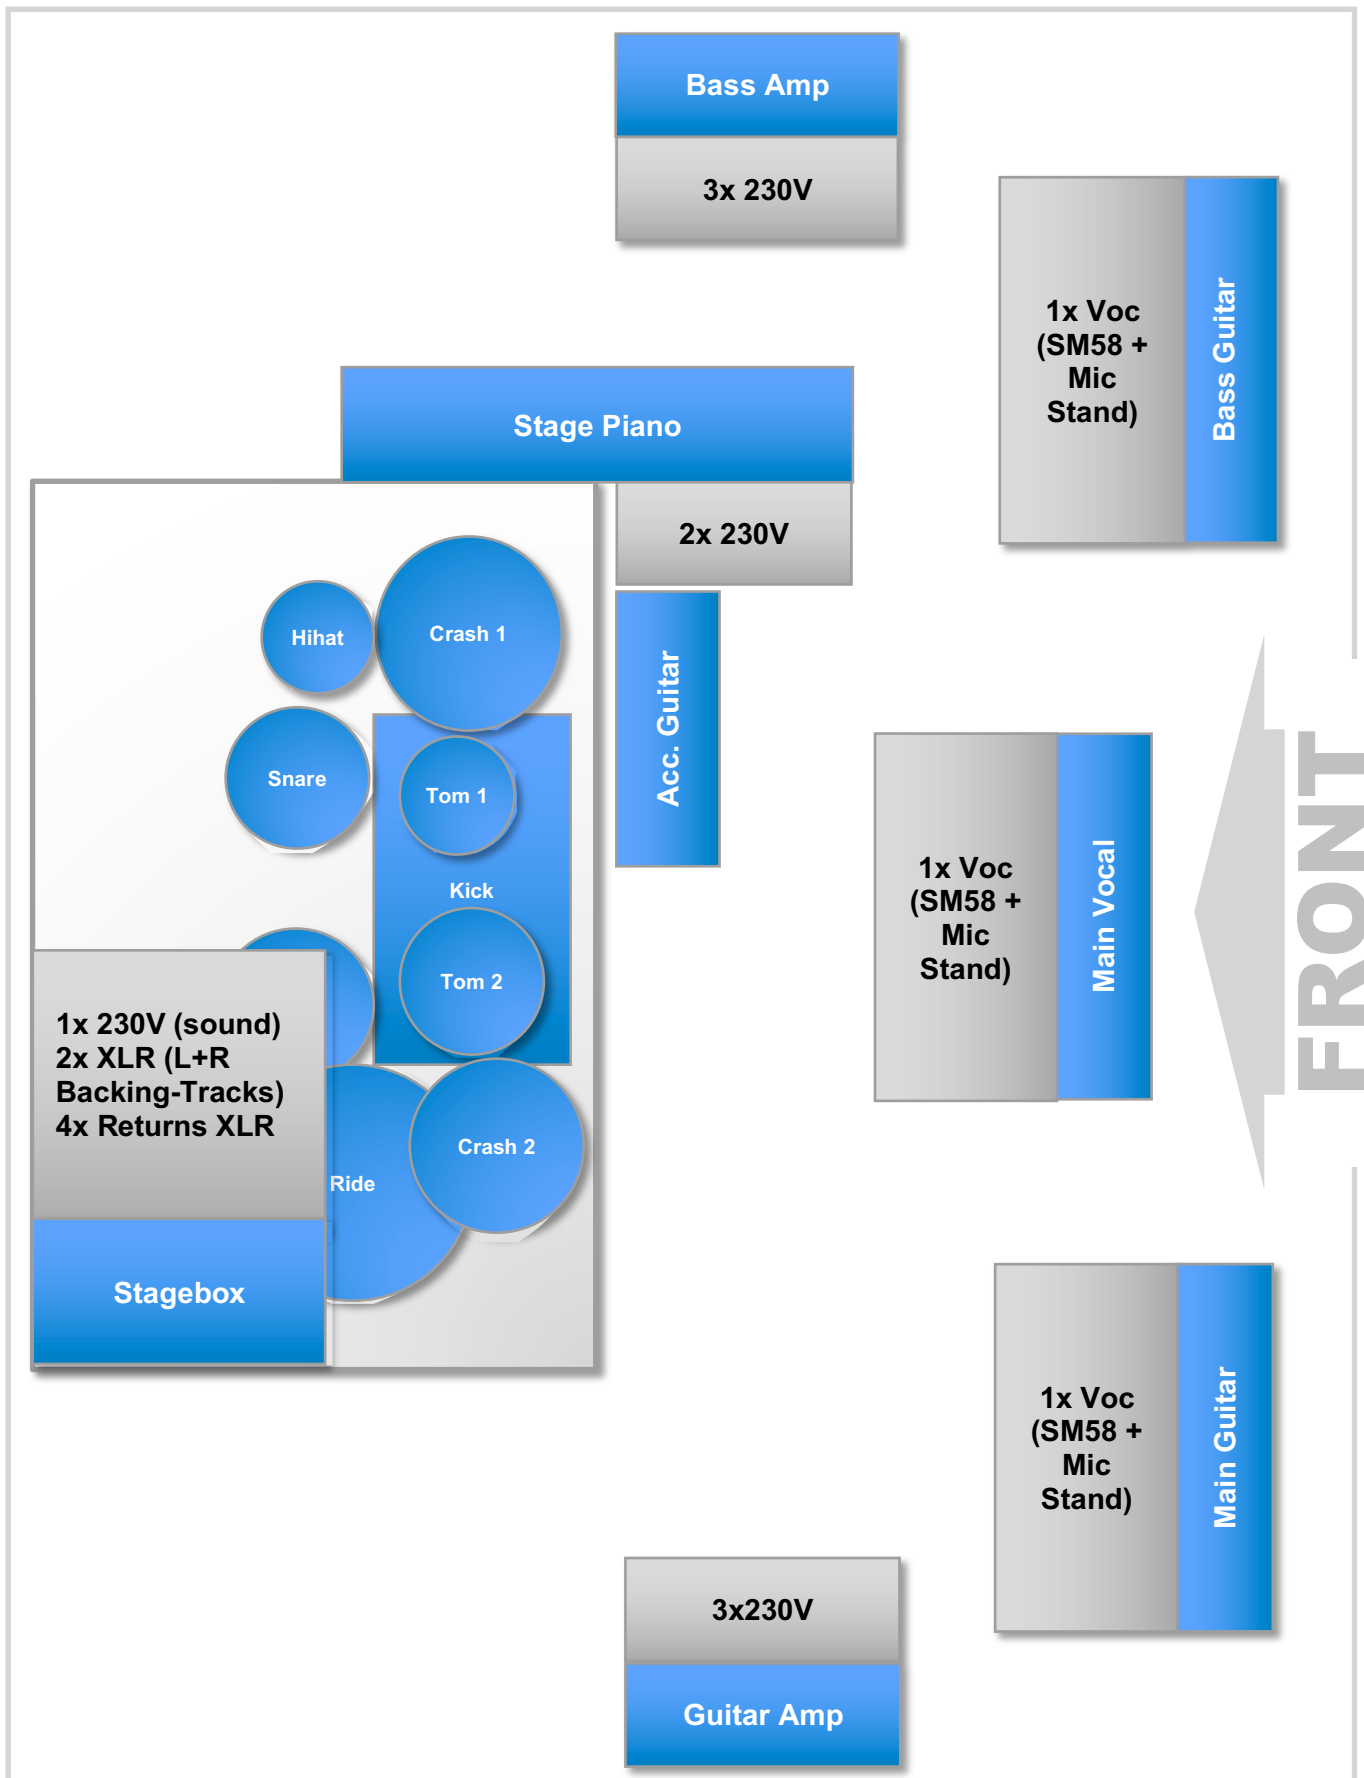 Bass Amp
3x 230V
1x Voc
(SM58 +
Mic
Stand)
Bass Guitar
Stage Piano
2x 230V
Hihat
Crash 1
Acc. Guitar
Snare
Tom 1
Kick
Tom 2
1x Voc
(SM58 +
Mic
Stand)
Main Vocal
FRONT
1x 230V (sound)
2x XLR (L+R
Backing-Tracks)
4x Returns XLR
Crash 2
Ride
Stagebox
1x Voc
(SM58 +
Mic
Stand)
Main Guitar
3x230V
Guitar Amp